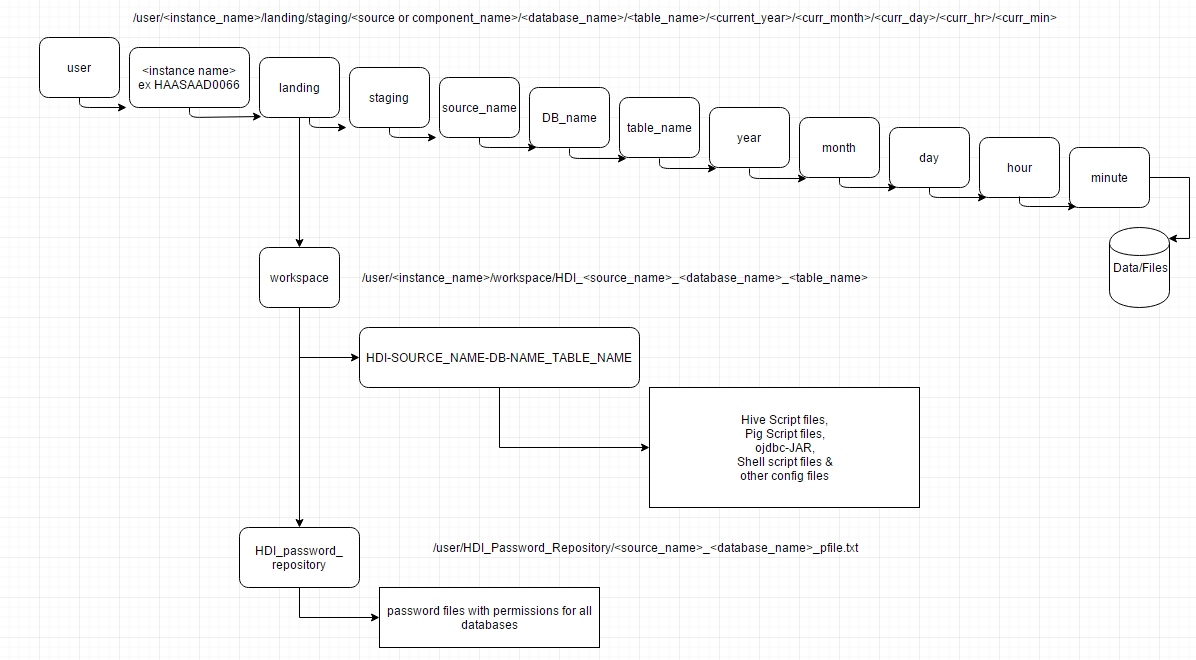 /user/<instance_name>/landing/staging/<source or component_name>/<database_name>/<table_name>/<current_year>/<curr_month>/<curr_day>/<curr_hr>/<curr_min>
user
<instance name>
ex HAASAAD0066
landing
staging
source_name
DB_name
table_name
year
month
day
hour
minute
Data/Files
workspace
/user/<instance_name>/workspace/HDI_<source_name>_<database_name>_<table_name>
HDI-SOURCE_NAME-DB-NAME_TABLE_NAME
Hive Script files,
Pig Script files,
ojdbc-JAR,
Shell script files &
other config files
HDI_password_
repository
/user/HDI_Password_Repository/<source_name>_<database_name>_pfile.txt
password files with permissions for all
databases